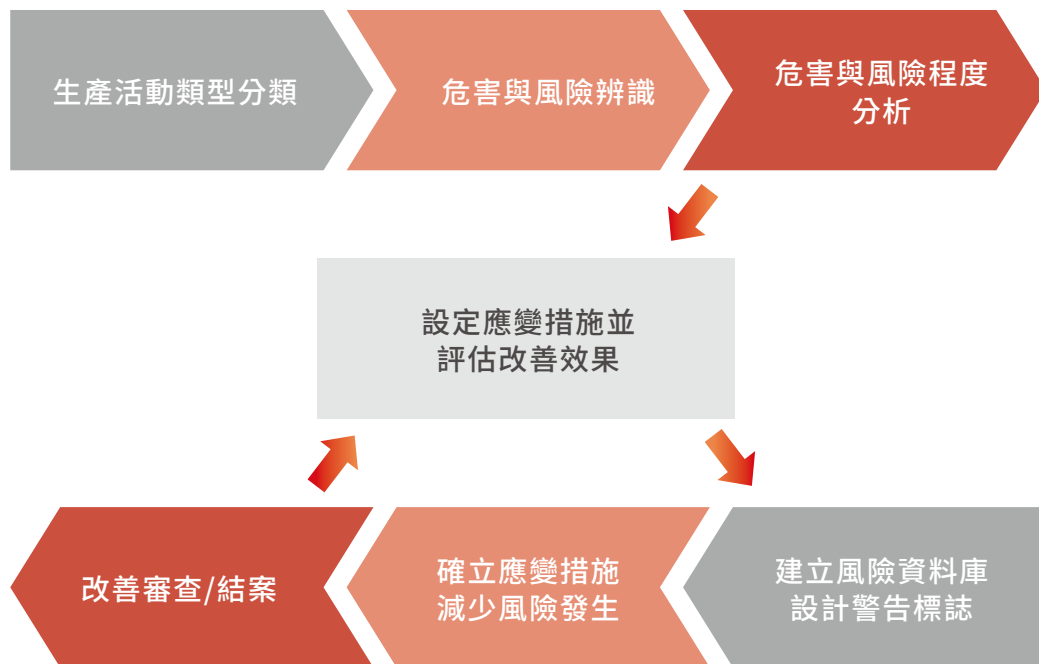 生產活動類型分類
危害與風險辨識
危害與風險程度
分析
設定應變措施並
評估改善效果
改善審查/結案
確立應變措施
減少風險發生
建立風險資料庫
設計警告標誌